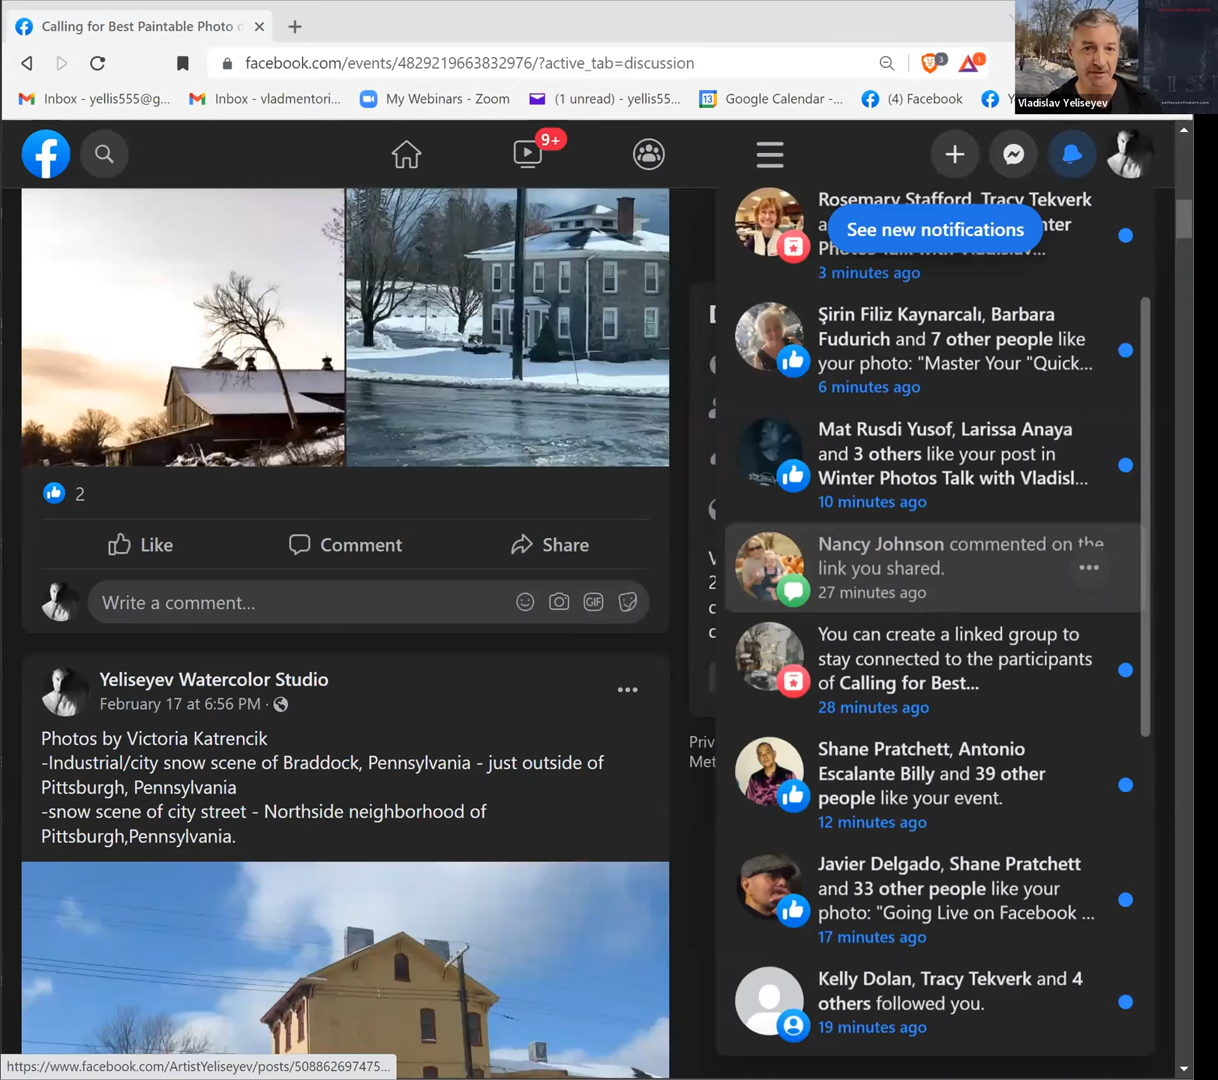 Calling for Best Paintable Photo
facebook.com/events/4829219663832976/?active_tab=discussion
3
1
Inbox - yellis555@g...
Inbox - vladmentori...
My Webinars - Zoom
(1 unread) - yellis55...
13
Google Calendar -...
(4) Facebook
Vladislav Yeliseyev
9+
Rosemary Stafford, Tracy Tekverk
See new notifications
3 minutes ago
Şirin Filiz Kaynarcalı, Barbara
Fudurich and 7 other people like
your photo: "Master Your "Quick...
6 minutes ago
Mat Rusdi Yusof, Larissa Anaya
and 3 others like your post in
Winter Photos Talk with Vladisl...
10 minutes ago
Nancy Johnson commented on the
link you shared.
27 minutes ago
You can create a linked group to
stay connected to the participants
of Calling for Best...
28 minutes ago
Shane Pratchett, Antonio
Escalante Billy and 39 other
people like your event.
12 minutes ago
Javier Delgado, Shane Pratchett
and 33 other people like your
photo: "Going Live on Facebook ...
17 minutes ago
Kelly Dolan, Tracy Tekverk and 4
others followed you.
19 minutes ago
2
Like
Comment
Share
Write a comment...
GIF
Yeliseyev Watercolor Studio
February 17 at 6:56 PM ·
Photos by Victoria Katrencik
-Industrial/city snow scene of Braddock, Pennsylvania - just outside of
Pittsburgh, Pennsylvania
-snow scene of city street - Northside neighborhood of
Pittsburgh,Pennsylvania.
Priv
Met
https://www.facebook.com/ArtistYeliseyev/posts/508862697475...